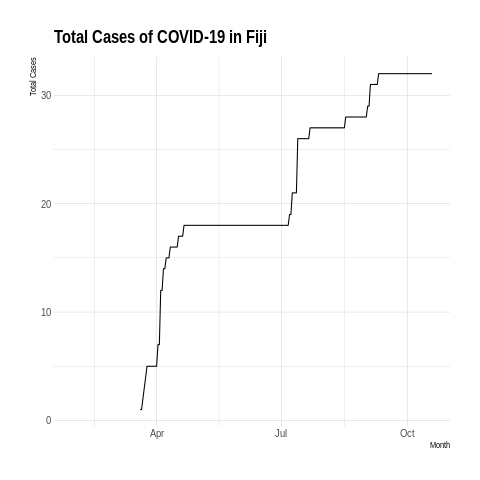 Total Cases of COVID-19 in Fiji
Total Cases
30
20
10
0
Apr
Jul
Oct
Month